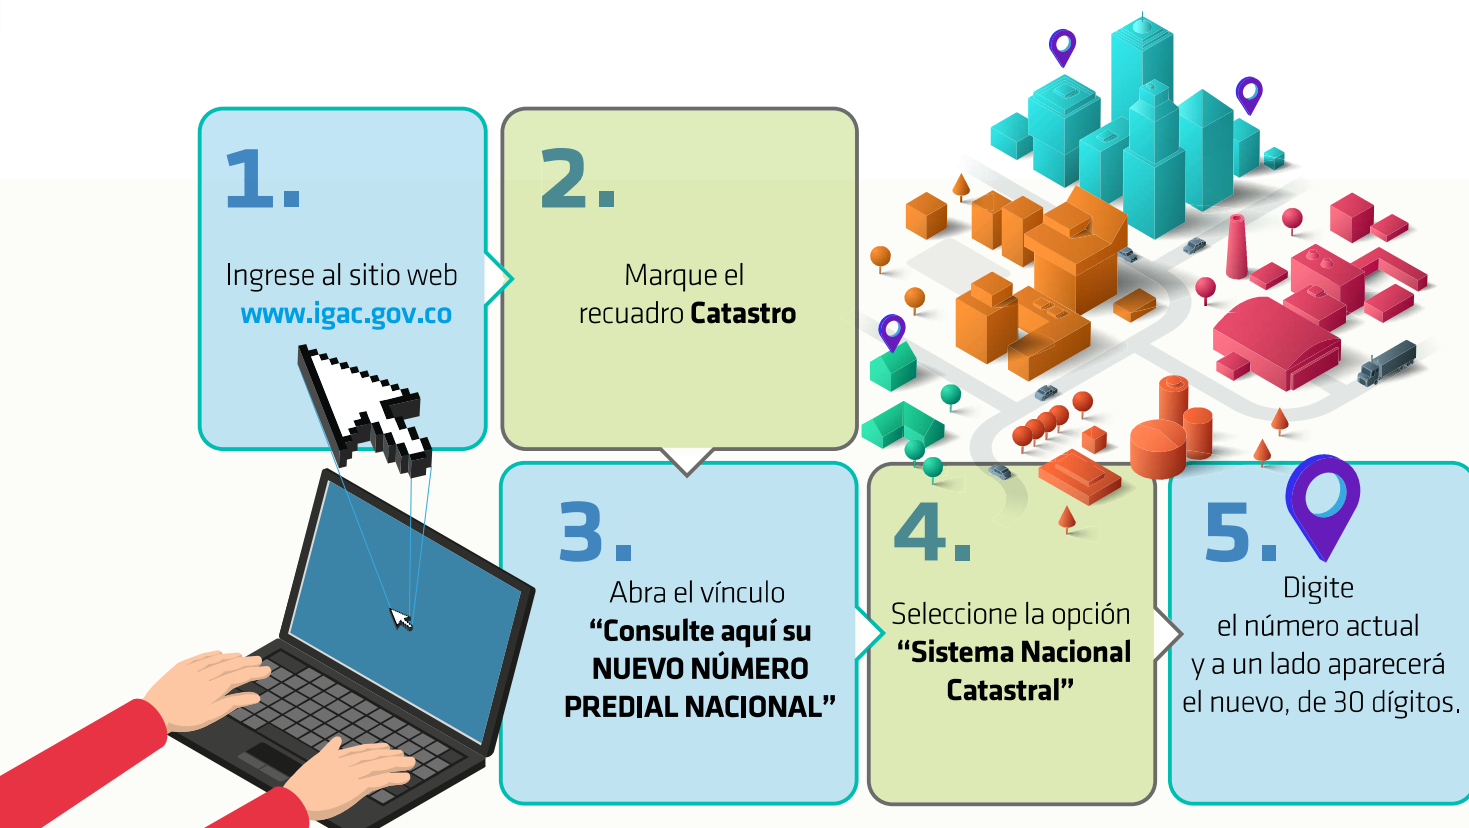 1.
Ingrese al sitio web
www.igac.gov.co
2.
Marque el
recuadro Catastro
3.
Abra el vínculo
“Consulte aquí su
NUEVO NÚMERO
PREDIAL NACIONAL”
4.
Seleccione la opción
“Sistema Nacional
Catastral”
5.
Digite
el número actual
y a un lado aparecerá
el nuevo, de 30 dígitos.